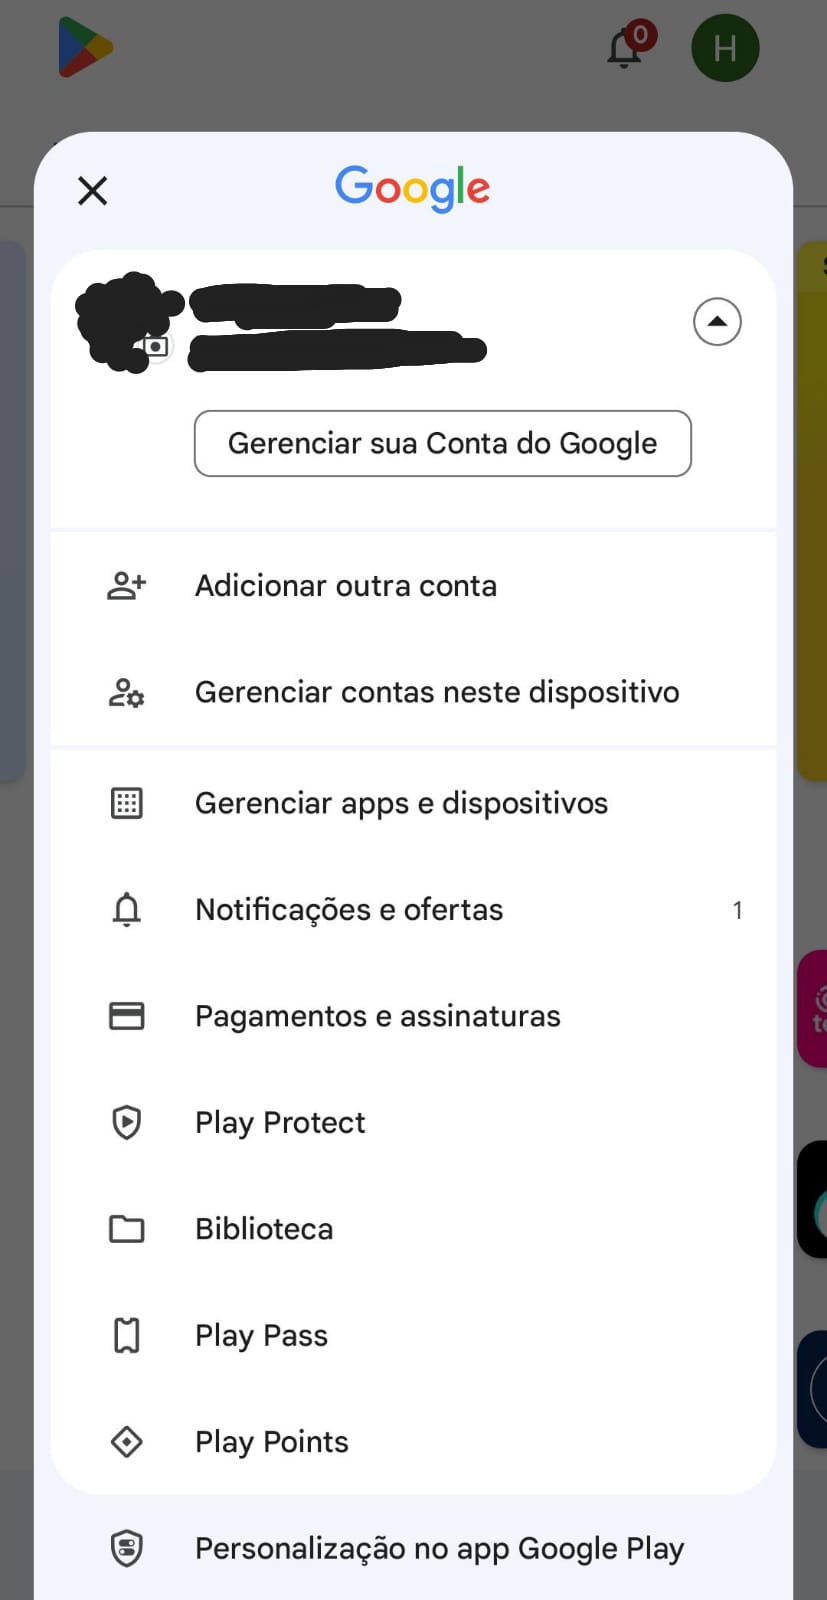 0
H
Google
Gerenciar sua Conta do Google
Adicionar outra conta
Gerenciar contas neste dispositivo
Gerenciar apps e dispositivos
Notificações e ofertas 1
Pagamentos e assinaturas
Play Protect
Biblioteca
Play Pass
Play Points
Personalização no app Google Play